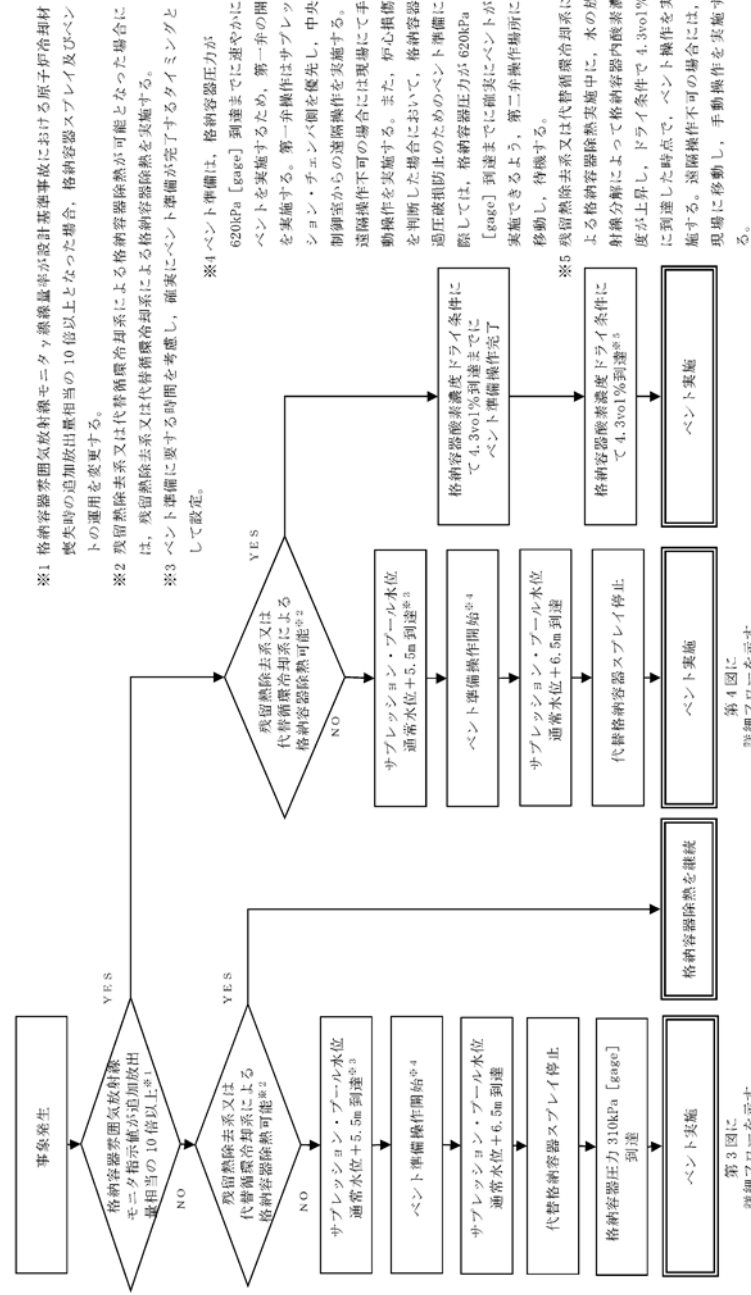 事象発生
格納容器雰囲気放射線
モニタ指示値が追加放出
量相当の10倍以上※1
YES
NO
残留熱除去系又は
代替循環冷却系による
格納容器除熱可能※2
YES
NO
サプレッション・プール水位
通常水位+5.5m到達※3
ベント準備操作開始※4
サプレッション・プール水位
通常水位+6.5m到達
代替格納容器スプレイ停止
格納容器圧力310kPa [gage]
到達
ベント実施
第3図に
詳細フローを示す
格納容器除熱を継続
残留熱除去系又は
代替循環冷却系による
格納容器除熱可能※2
YES
NO
サプレッション・プール水位
通常水位+5.5m到達※3
ベント準備操作開始※4
サプレッション・プール水位
通常水位+6.5m到達
代替格納容器スプレイ停止
ベント実施
第4図に
詳細フローを示す
格納容器酸素濃度ドライ条件に
て4.3vol%到達までに
ベント準備操作完了
格納容器酸素濃度ドライ条件に
て4.3vol%到達※5
ベント実施
※1 格納容器雰囲気放射線モニタγ線線量率が設計基準事故における原子炉冷却材
喪失時の追加放出量相当の10倍以上となった場合，格納容器スプレイ及びベン
トの運用を変更する。
※2 残留熱除去系又は代替循環冷却系による格納容器除熱が可能となった場合に
は，残留熱除去系又は代替循環冷却系による格納容器除熱を実施する。
※3 ベント準備に要する時間を考慮し，確実にベント準備が完了するタイミングと
して設定。
※4 ベント準備は，格納容器圧力が
620kPa [gage] 到達までに速やかに
ベントを実施するため，第一弁の開
を実施する。第一弁操作はサプレッ
ション・チェンバ側を優先し，中央
制御室からの遠隔操作を実施する。
遠隔操作不可の場合には現場にて手
動操作を実施する。また，炉心損傷
を判断した場合において，格納容器
過圧破損防止のためのベント準備に
際しては，格納容器圧力が620kPa
[gage] 到達までに確実にベントが
実施できるよう，第二弁操作場所に
移動し，待機する。
※5 残留熱除去系又は代替循環冷却系に
よる格納容器除熱実施中に，水の放
射線分解によって格納容器内酸素濃
度が上昇し，ドライ条件で4.3vol%
に到達した時点で，ベント操作を実
施する。遠隔操作不可の場合には，
現場に移動し，手動操作を実施す
る。